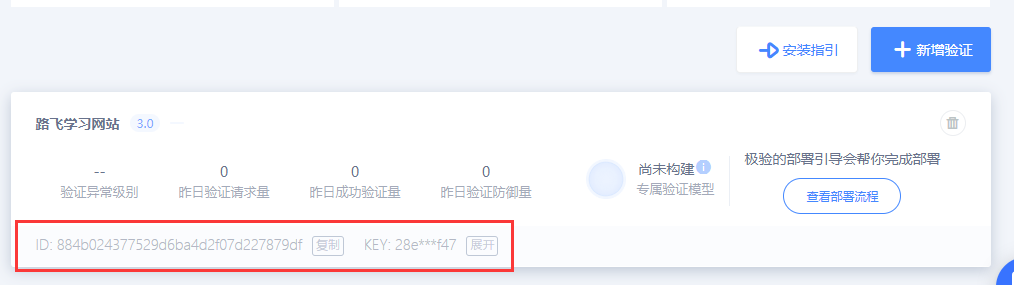 安装指引
新增验证
路飞学习网站 3.0
--
验证异常级别
0
昨日验证请求量
0
昨日成功验证量
0
昨日验证防御量
尚未构建
专属验证模型
极验的部署引导会帮你完成部署
查看部署流程
ID: 884b024377529d6ba4d2f07d227879df 复制 KEY: 28e***f47 展开